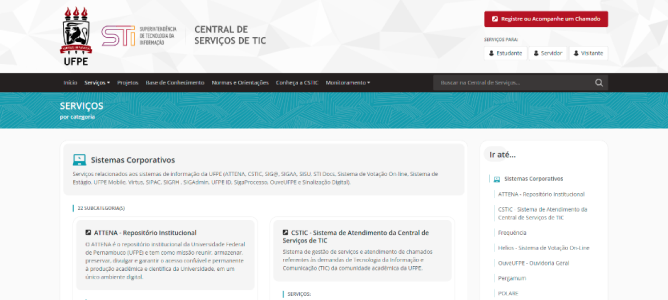 UFPE
STI
SUPERINTENDÊNCIA
DE TECNOLOGIA DA
INFORMAÇÃO
CENTRAL DE
SERVIÇOS DE TIC
Registre ou Acompanhe um Chamado
SERVIÇOS PARA:
Estudante Servidor Visitante
Início Serviços Projetos Base de Conhecimento Normas e Orientações Conheça a CSTIC Monitoramento Buscar na Central de Serviços...
SERVIÇOS
por categoria
Sistemas Corporativos
Serviços relacionados aos sistemas de informação da UFPE (ATTENA, CSTIC, SIG@, SIGAA, SISU, STI Docs, Sistema de Votação On-line, Sistema de
Estágio, UFPE Mobile, Virtus, SIPAC, SIGRH, SIGAdmin, UFPE ID, SigaProcesso, OuveUFPE e Sinalização Digital).
22 SUBCATEGORIA(S)
ATTENA - Repositório Institucional
O ATTENA é o repositório institucional da Universidade Federal
de Pernambuco (UFPE) e tem como missão reunir, armazenar,
preservar, divulgar e garantir o acesso confiável e permanente
à produção acadêmica e científica da Universidade, em um
único ambiente digital.
CSTIC - Sistema de Atendimento da Central de
Serviços de TIC
Sistema de gestão de serviços e atendimento de chamados
referentes às demandas de Tecnologia da Informação e
Comunicação (TIC) da comunidade acadêmica da UFPE.
SERVIÇOS:
Ir até...
Sistemas Corporativos
ATTENA - Repositório Institucional
CSTIC - Sistema de Atendimento da
Central de Serviços de TIC
Frequência
Helios - Sistema de Votação On-Line
OuveUFPE - Ouvidoria Geral
Pergamum
POLARE